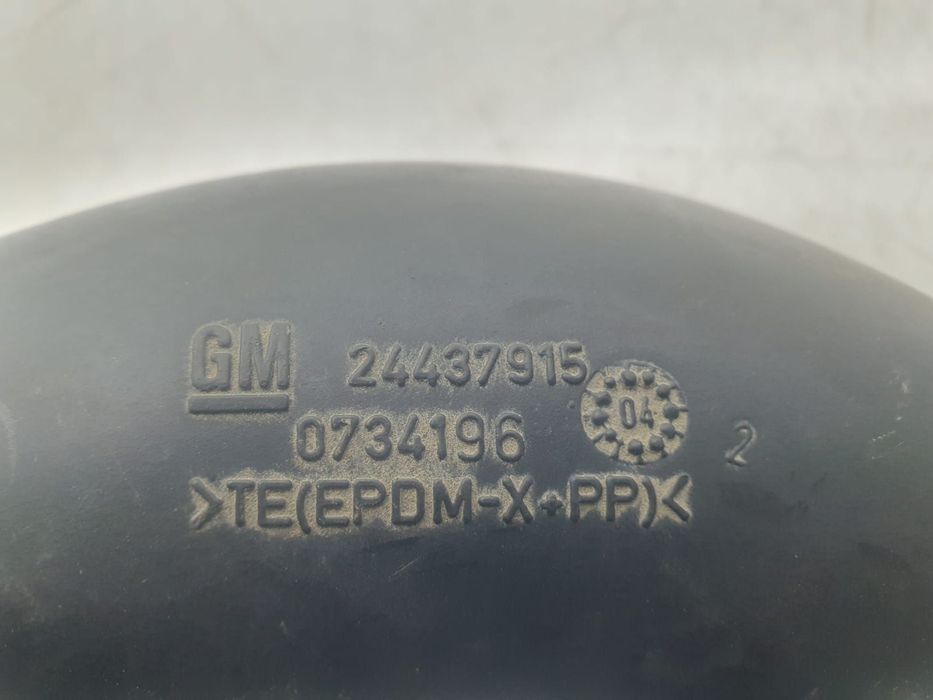 GM 24437915
0734196 04 2
>TE(EPDM-X+PP)<